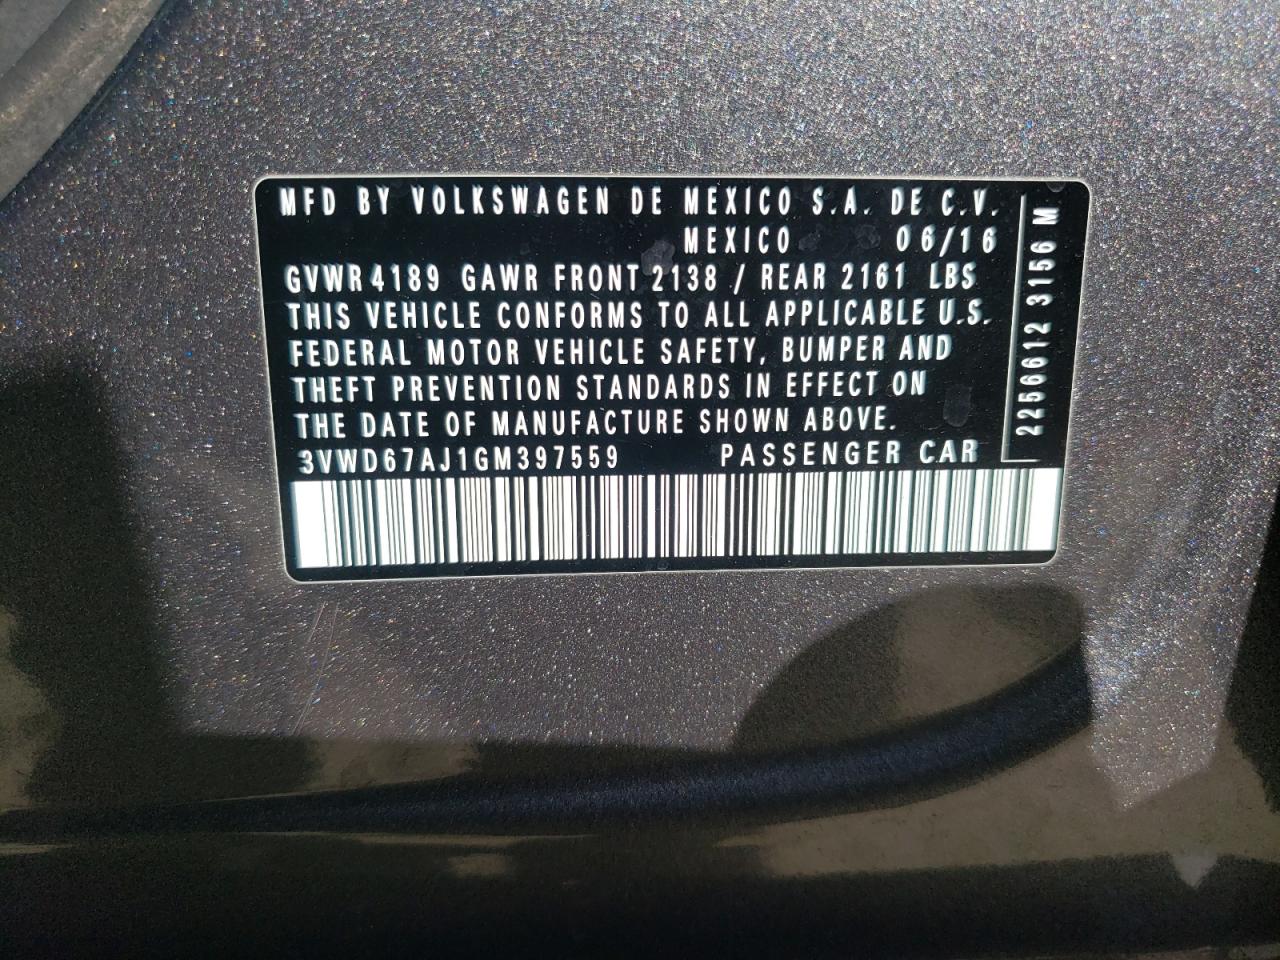 MFD BY VOLKSWAGEN DE MEXICO S.A. DE C.V.
MEXICO 06/16
GVWR 4189 GAWR FRONT 2138 / REAR 2161 LBS
THIS VEHICLE CONFORMS TO ALL APPLICABLE U.S.
FEDERAL MOTOR VEHICLE SAFETY, BUMPER AND
THEFT PREVENTION STANDARDS IN EFFECT ON
THE DATE OF MANUFACTURE SHOWN ABOVE.
3VWD67AJ1GM397559 PASSENGER CAR
2256612 3156 M